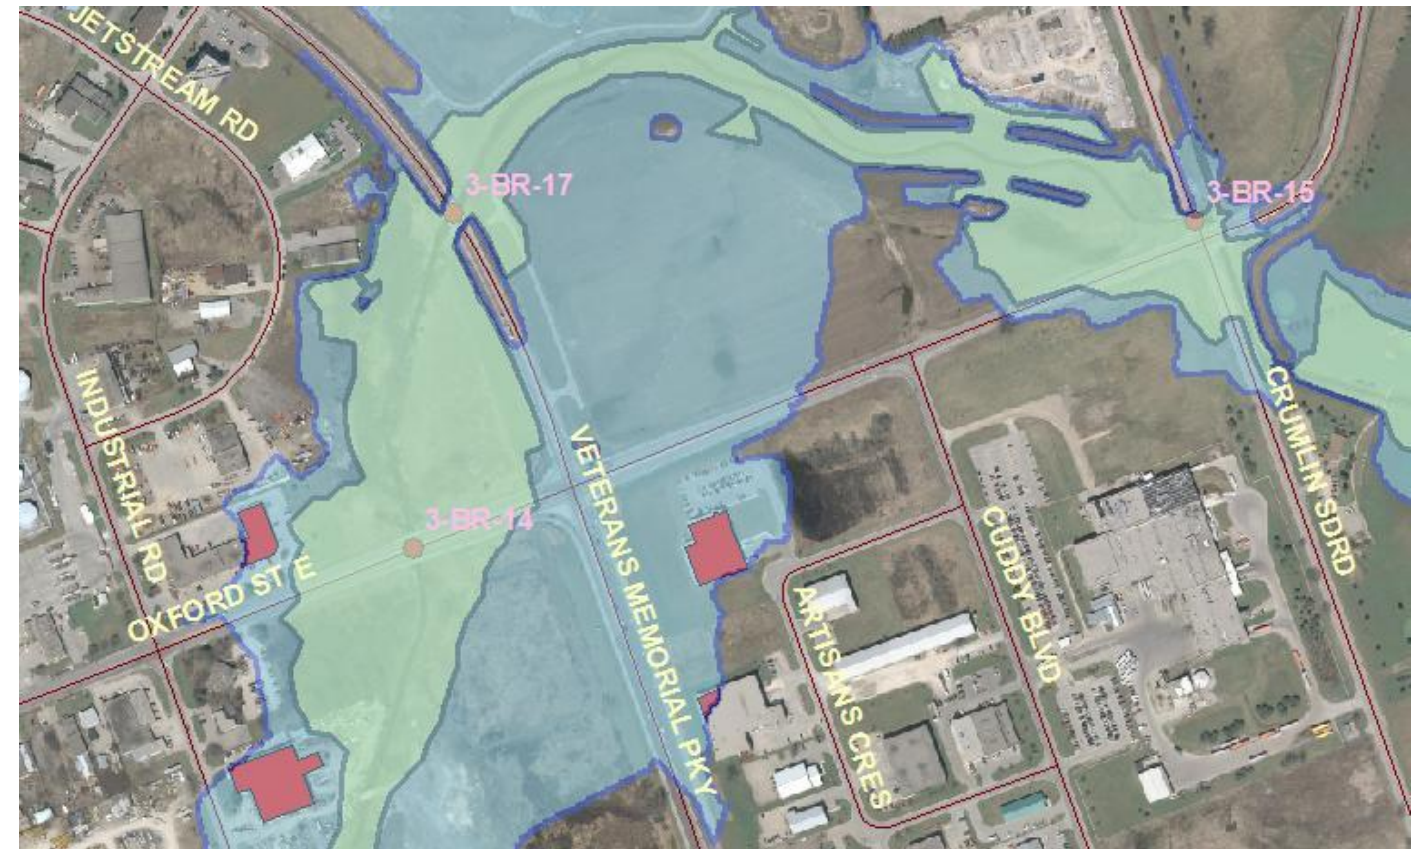 JETSTREAM RD
3-BR-17
3-BR-15
INDUSTRIAL RD
VETERANS MEMORIAL PKY
CRUMLIN SDRD
3-BR-14
OXFORD ST E
CUDDY BLVD
ARTISANS CRES